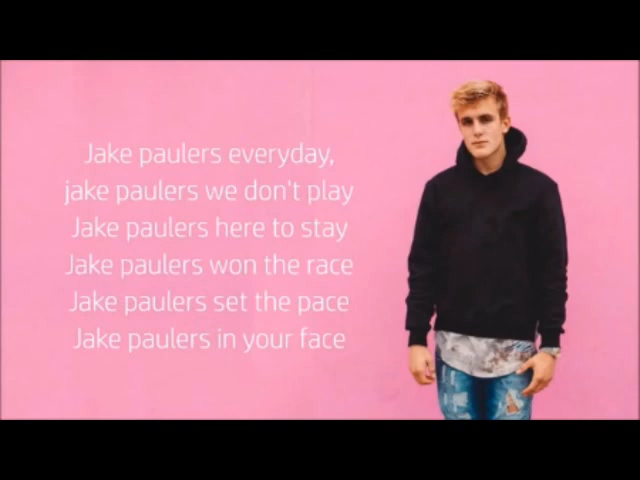 Jake paulers everyday,
jake paulers we don't play
Jake paulers here to stay
Jake paulers won the race
Jake paulers set the pace
Jake paulers in your face